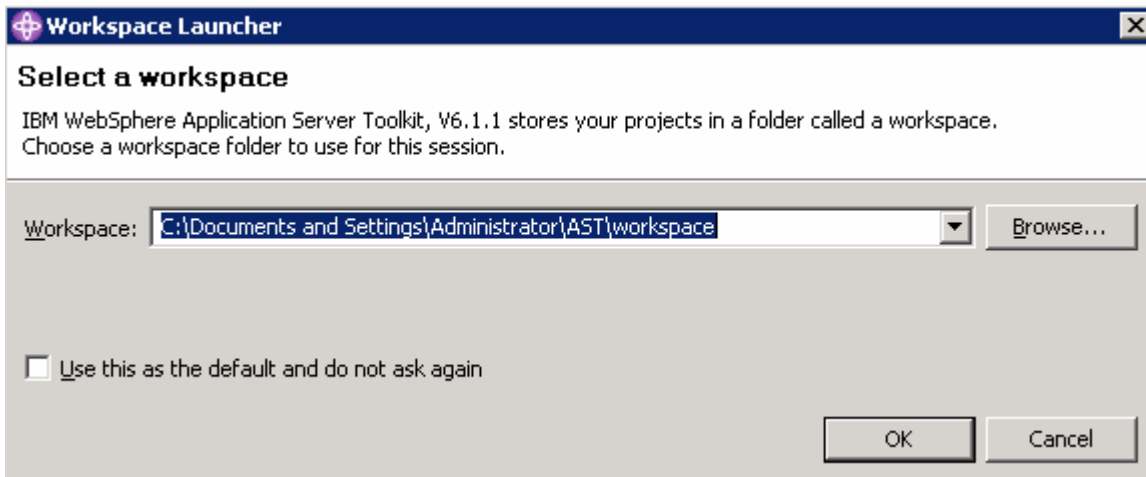 Workspace Launcher
Select a workspace
IBM WebSphere Application Server Toolkit, V6.1.1 stores your projects in a folder called a workspace.
Choose a workspace folder to use for this session.
Workspace: C:\Documents and Settings\Administrator\AST\workspace Browse...
Use this as the default and do not ask again
OK Cancel